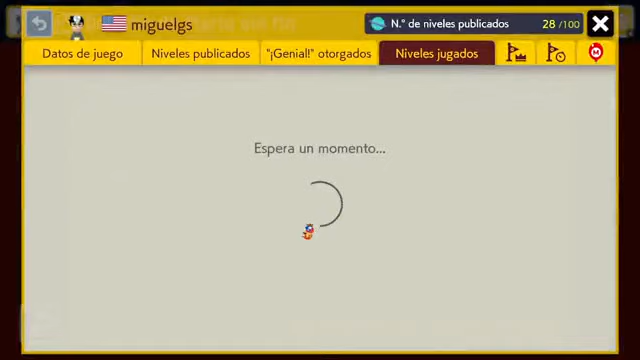 miguelgs
N.° de niveles publicados 28/100
Datos de juego Niveles publicados "¡Genial!" otorgados Niveles jugados M
Espera un momento...